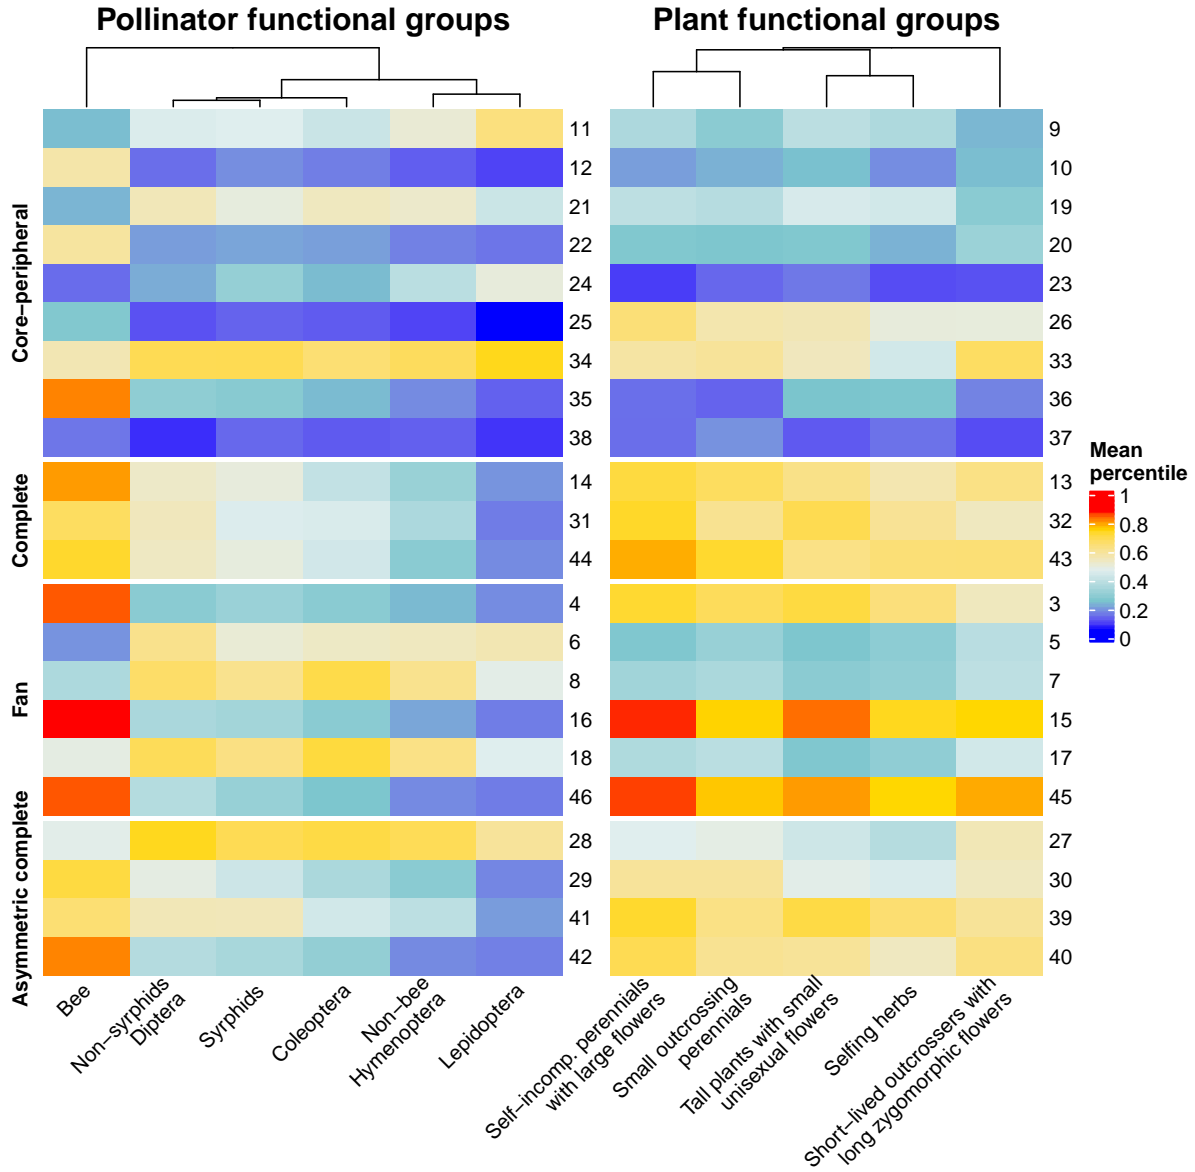 Pollinator functional groups
Plant functional groups
Core−peripheral
11
12
21
22
24
25
34
35
38
9
10
19
20
23
26
33
36
37
Complete
14
31
44
13
32
43
Fan
4
6
8
16
18
46
3
5
7
15
17
45
Asymmetric complete
28
29
41
42
27
30
39
40
Mean
percentile
1
0.8
0.6
0.4
0.2
0
Bee
Non−syrphids
Diptera
Syrphids
Coleoptera
Non−bee
Hymenoptera
Lepidoptera
Self−incomp. perennials
with large flowers
Small outcrossing
perennials
Tall plants with small
unisexual flowers
Selfing herbs
Short−lived outcrossers with
long zygomorphic flowers